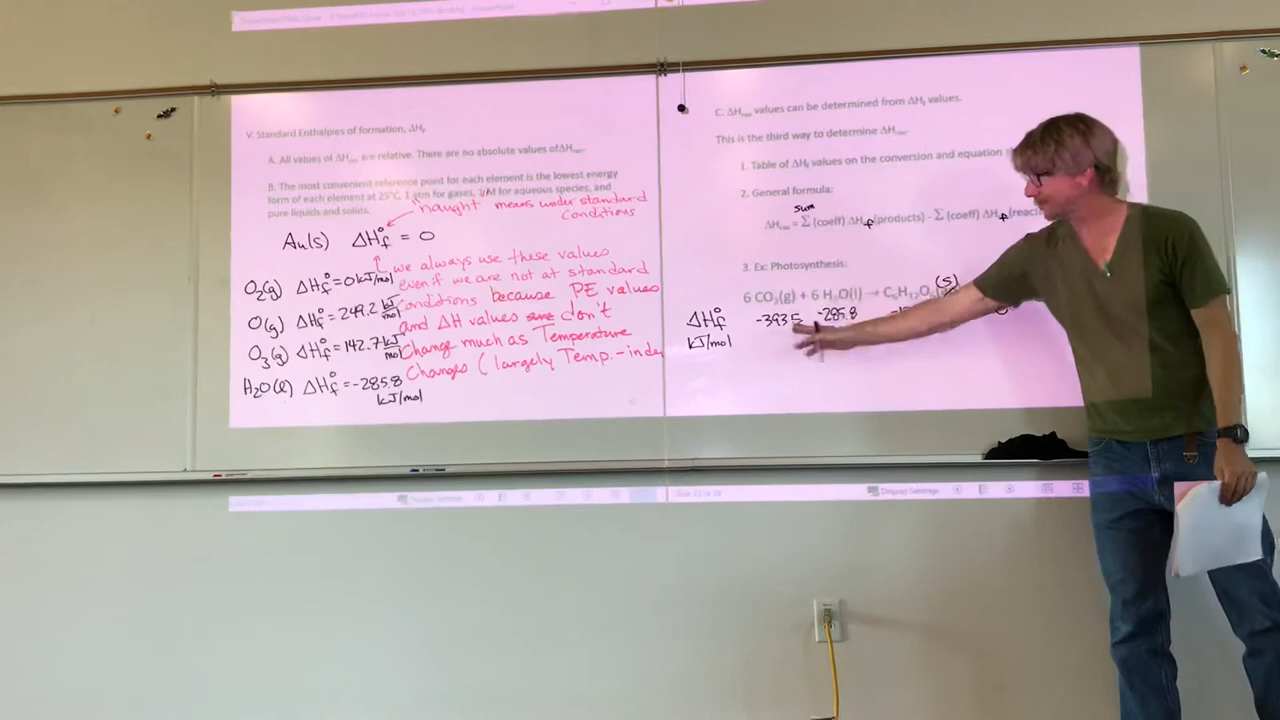 V. Standard Enthalpies of formation, ΔHf
A. All values of ΔHrxn are relative. There are no absolute values of ΔHrxn.
B. The most convenient reference point for each element is the lowest energy
form of each element at 25°C, 1 atm for gases, 1 M for aqueous species, and
pure liquids and solids.
naught means under standard
conditions
Au(s) ΔH°f = 0
we always use these values
O₂(g) ΔH°f = 0 kJ/mol
even if we are not at standard
conditions because PE values
O(g) ΔH°f = 249.2 kJ/mol
and ΔH values don't
O₃(g) ΔH°f = 142.7 kJ/mol
change much as Temperature
Changes (largely Temp.-inde
H₂O(ℓ) ΔH°f = -285.8
kJ/mol
C. ΔHrxn values can be determined from ΔHf values.
This is the third way to determine ΔHrxn.
1. Table of ΔHf values on the conversion and equation
2. General formula:
sum
ΔHrxn = Σ (coeff) ΔHf (products) - Σ (coeff) ΔHf (reac
3. Ex: Photosynthesis:
(s)
6 CO₂(g) + 6 H₂O(l) → C₆H₁₂O₆
ΔH°f -393.5 -285.8
kJ/mol
Display Settings